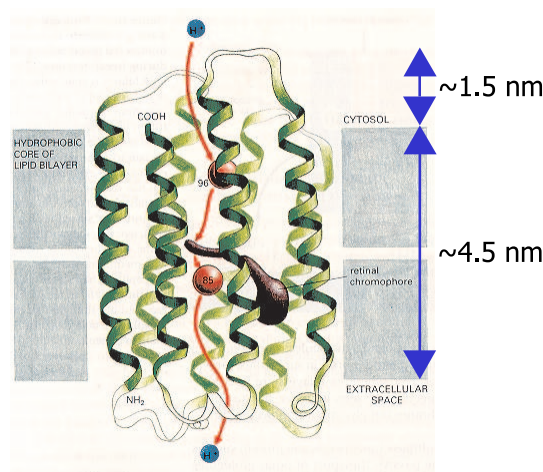 H⁺
~1.5 nm
COOH
CYTOSOL
HYDROPHOBIC
CORE OF
LIPID BILAYER
96
~4.5 nm
retinal
chromophore
85
EXTRACELLULAR
SPACE
NH₂
H⁺